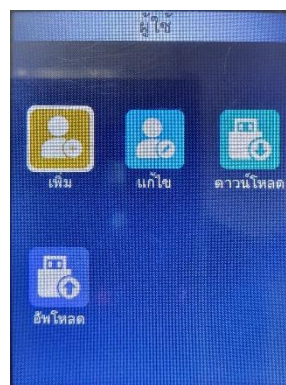 ผู้ใช้
เพิ่ม
แก้ไข
ดาวน์โหลด
อัพโหลด